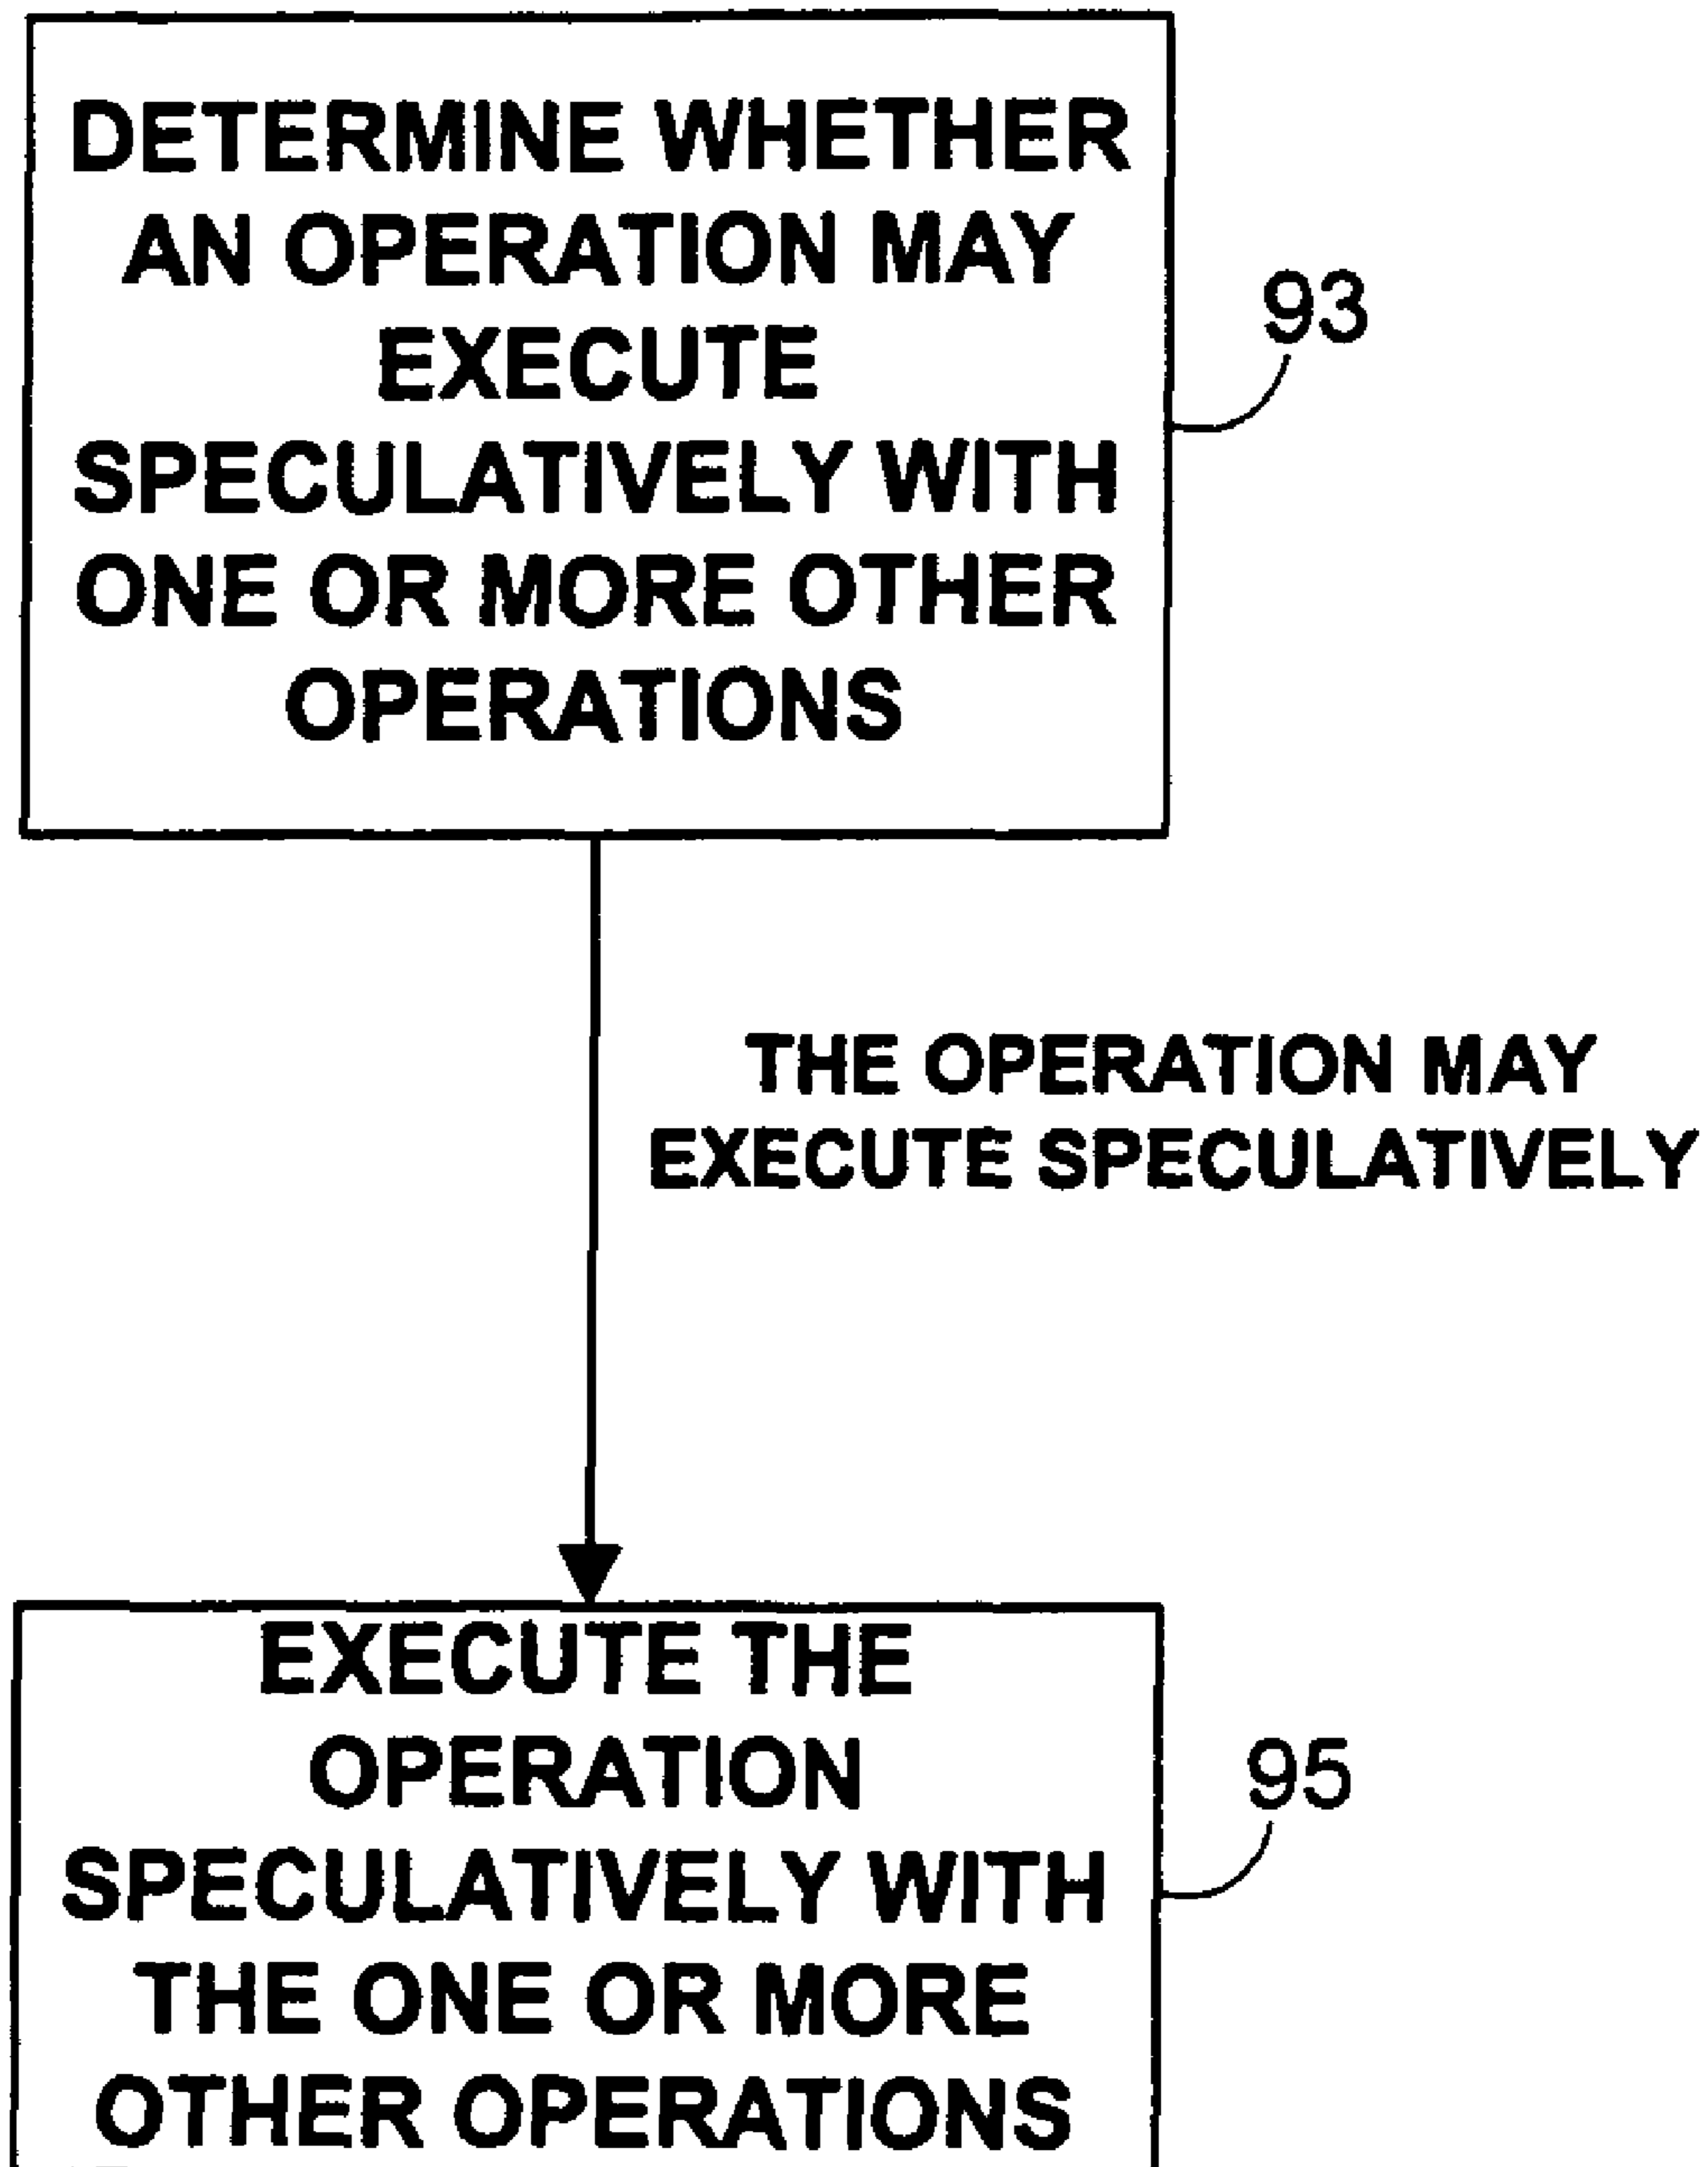 DETERMINE WHETHER
AN OPERATION MAY
EXECUTE
SPECULATIVELY WITH
ONE OR MORE OTHER
OPERATIONS
93
THE OPERATION MAY
EXECUTE SPECULATIVELY
EXECUTE THE
OPERATION
SPECULATIVELY WITH
THE ONE OR MORE
OTHER OPERATIONS
95